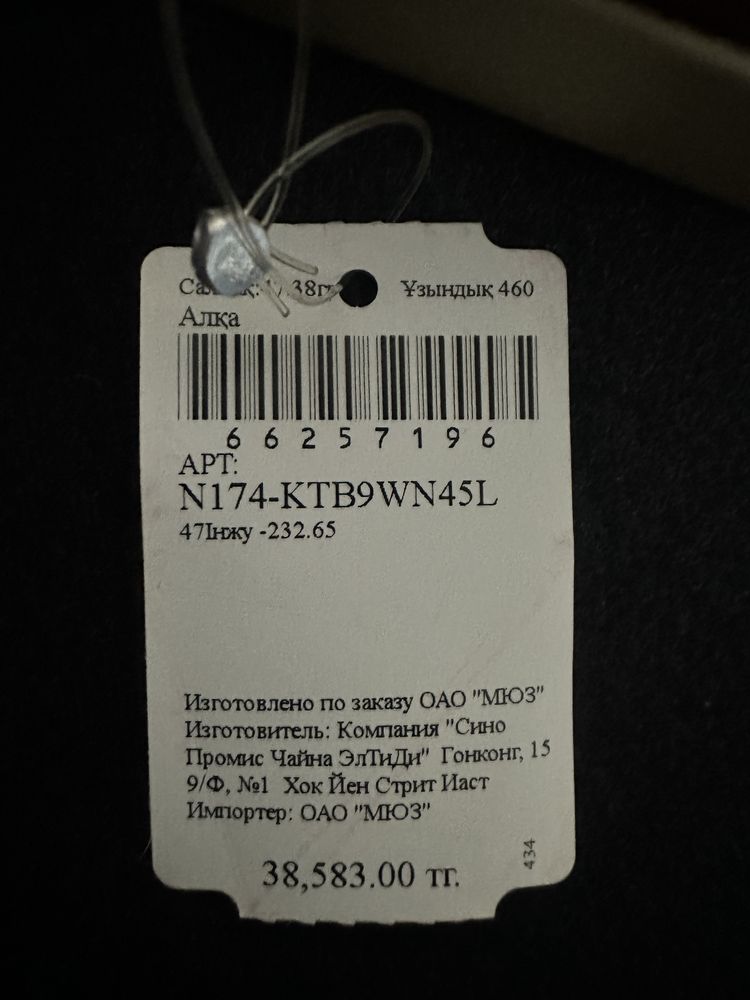 Ұзындық 460
Алқа
66257196
АРТ:
N174-KTB9WN45L
47Інжу -232.65
Изготовлено по заказу ОАО "МЮЗ"
Изготовитель: Компания "Сино
Промис Чайна ЭлТиДи" Гонконг, 15
9/Ф, №1 Хок Йен Стрит Иаст
Импортер: ОАО "МЮЗ"
434
38,583.00 тг.